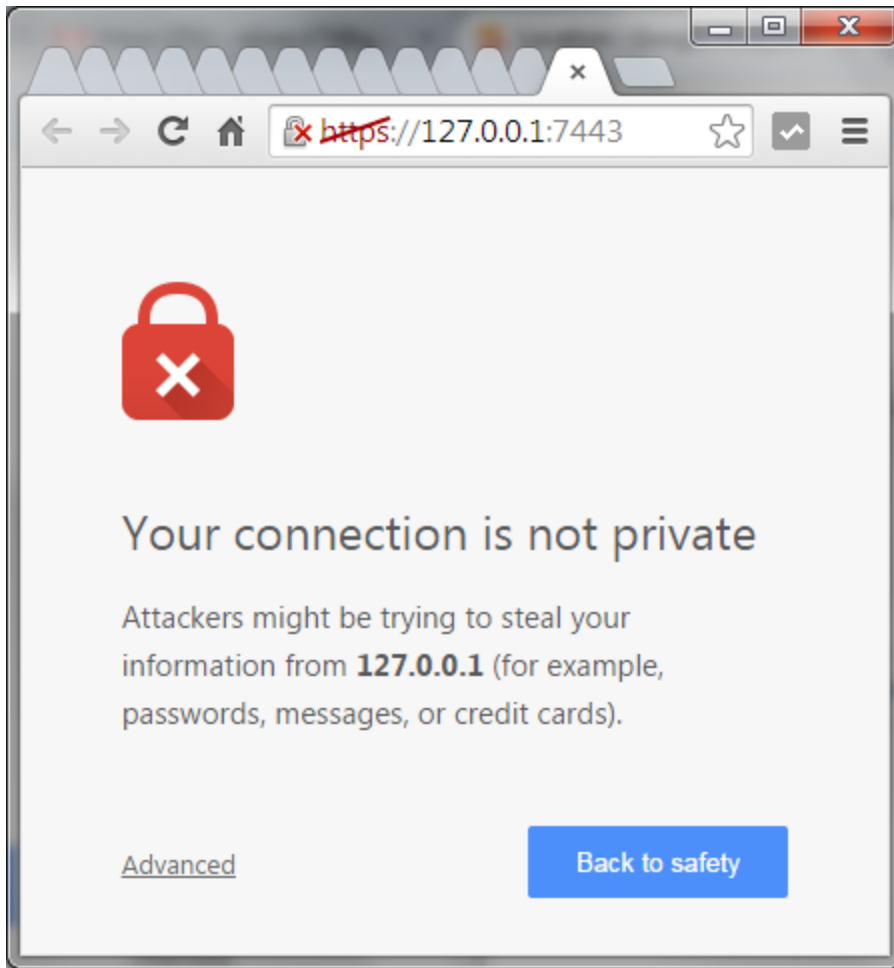 https://127.0.0.1:7443
Your connection is not private
Attackers might be trying to steal your
information from 127.0.0.1 (for example,
passwords, messages, or credit cards).
Advanced
Back to safety